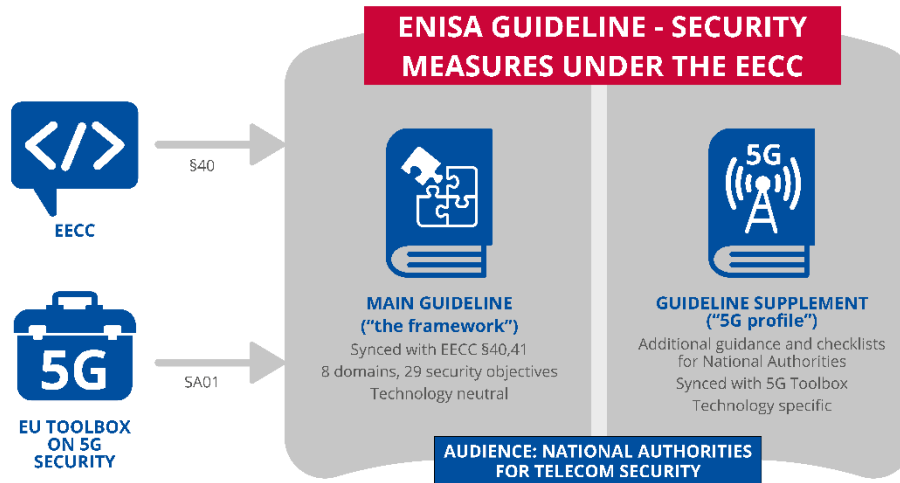 ENISA GUIDELINE - SECURITY
MEASURES UNDER THE EECC
</>
EECC
§40
5G
EU TOOLBOX
ON 5G
SECURITY
SA01
MAIN GUIDELINE
(“the framework”)
Synced with EECC §40,41
8 domains, 29 security objectives
Technology neutral
5G
GUIDELINE SUPPLEMENT
(“5G profile”)
Additional guidance and checklists
for National Authorities
Synced with 5G Toolbox
Technology specific
AUDIENCE: NATIONAL AUTHORITIES
FOR TELECOM SECURITY